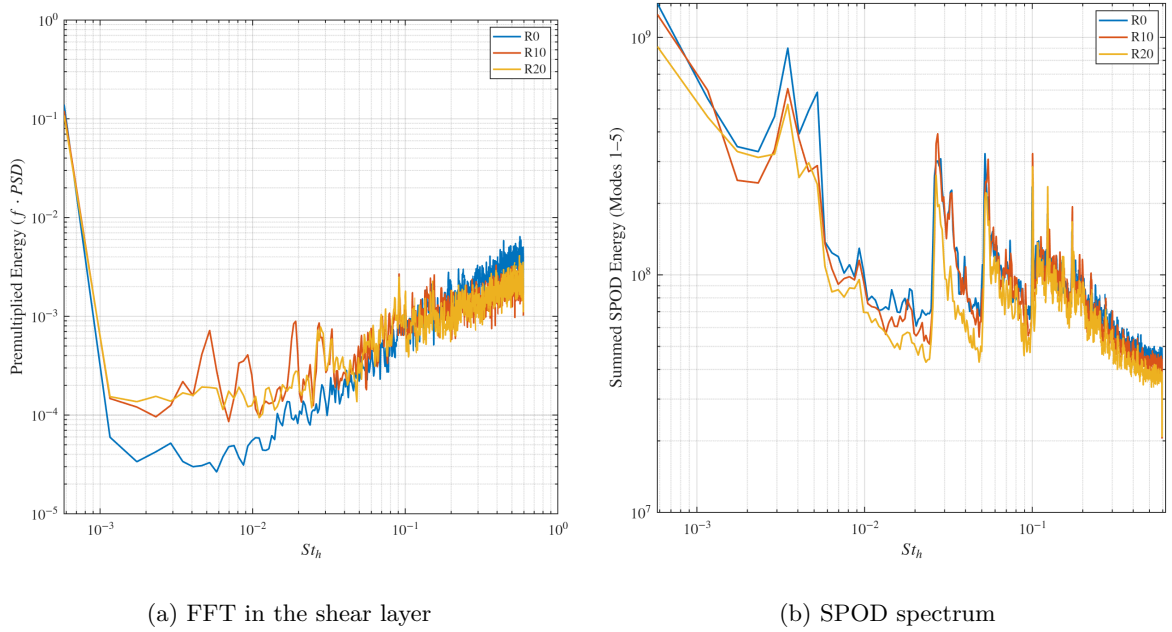 10^0
10^{-1}
10^{-2}
10^{-3}
10^{-4}
10^{-5}
Premultiplied Energy (f · PSD)
R0
R10
R20
10^{-3}
10^{-2}
10^{-1}
10^0
St_h
(a) FFT in the shear layer
10^9
10^8
10^7
Summed SPOD Energy (Modes 1–5)
R0
R10
R20
10^{-3}
10^{-2}
10^{-1}
St_h
(b) SPOD spectrum